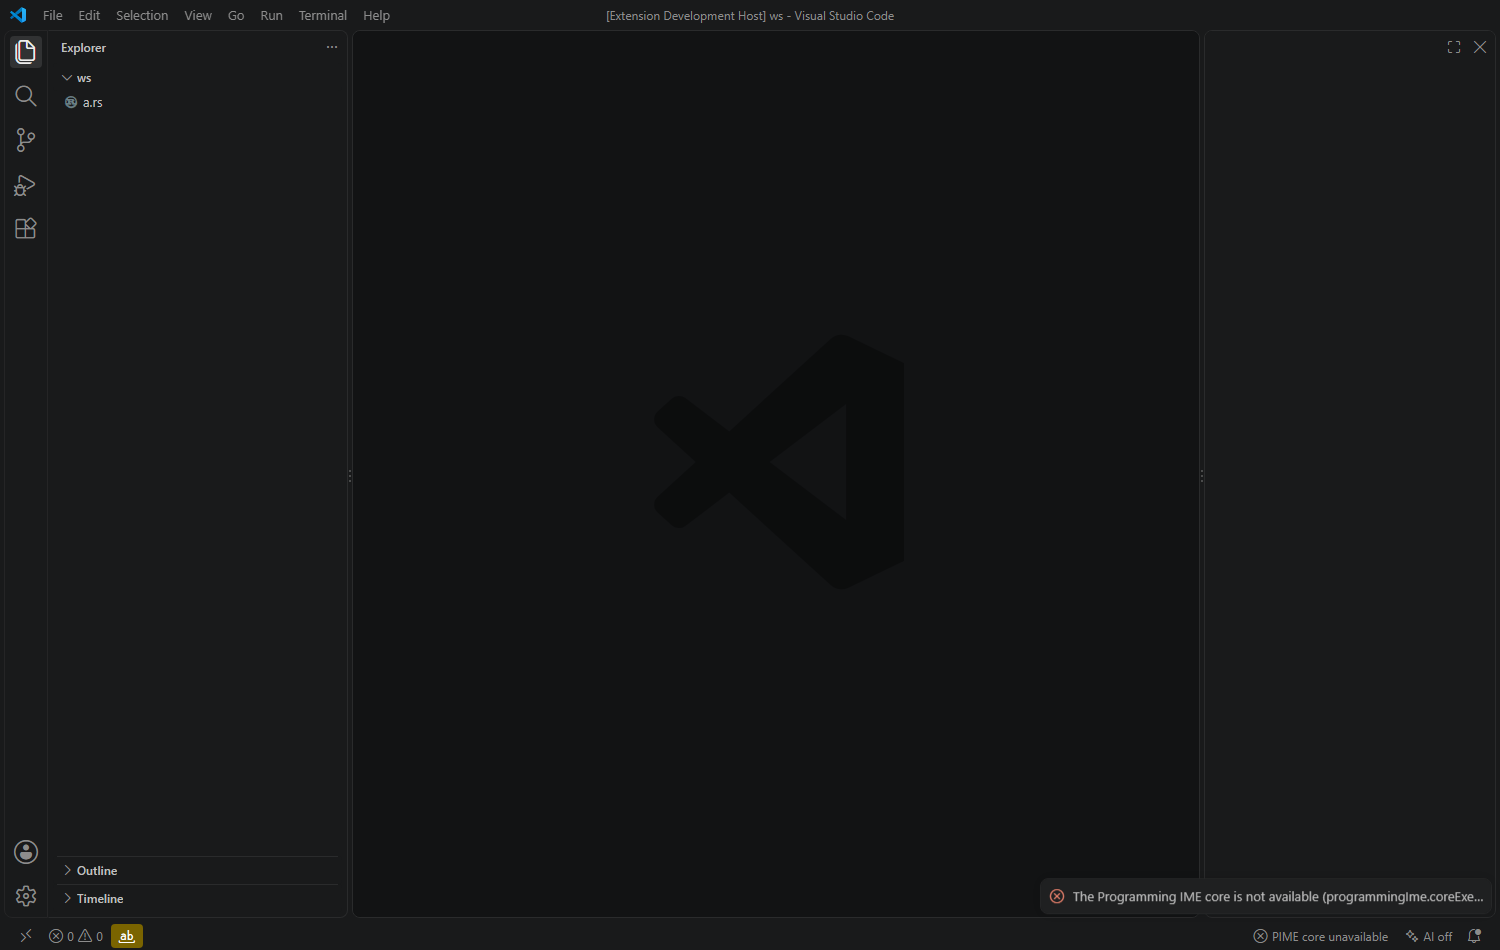 File Edit Selection View Go Run Terminal Help
[Extension Development Host] ws - Visual Studio Code
Explorer
ws
a.rs
Outline
Timeline
The Programming IME core is not available (programmingIme.coreExe...
0 0 ab
PIME core unavailable AI off